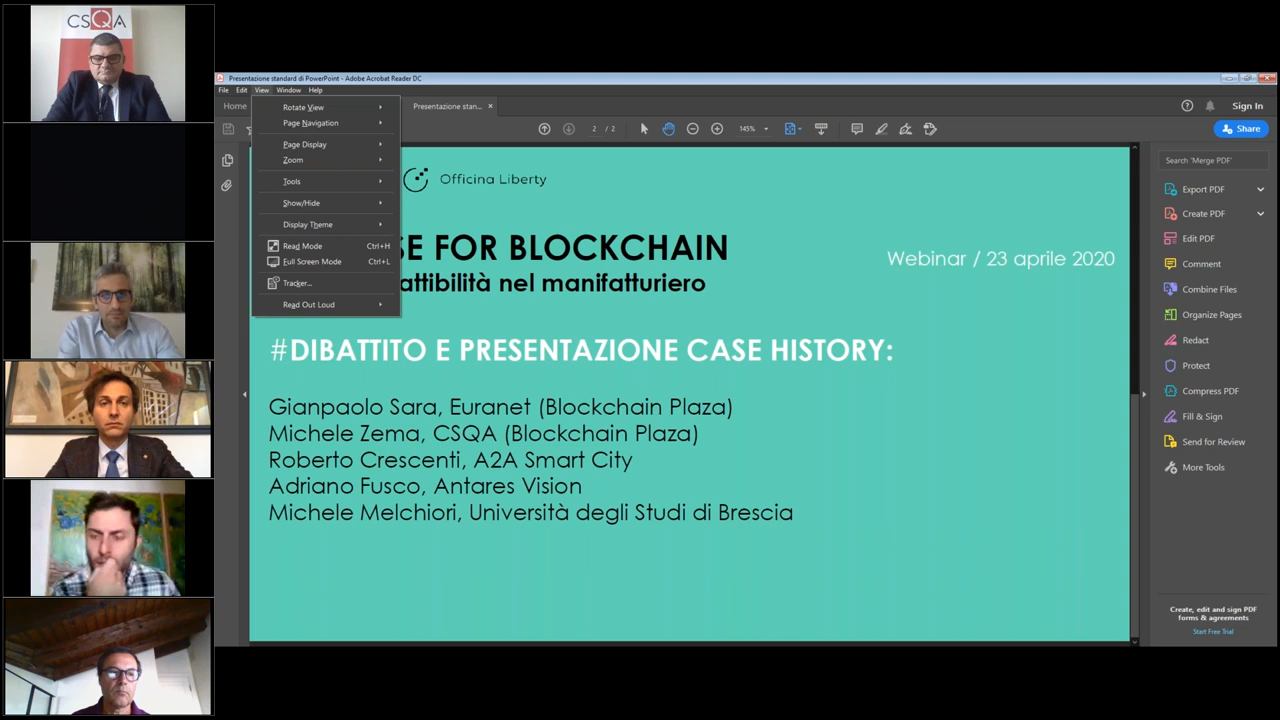 CSQA
Presentazione standard di PowerPoint - Adobe Acrobat Reader DC
File Edit View Window Help
Home
Presentazione stan... ×
Sign In
2 / 2
145%
Share
Rotate View
Page Navigation
Page Display
Zoom
Tools
Show/Hide
Display Theme
Read Mode Ctrl+H
Full Screen Mode Ctrl+L
Tracker...
Read Out Loud
Officina Liberty
SE FOR BLOCKCHAIN
attibilità nel manifatturiero
Webinar / 23 aprile 2020
#DIBATTITO E PRESENTAZIONE CASE HISTORY:
Gianpaolo Sara, Euranet (Blockchain Plaza)
Michele Zema, CSQA (Blockchain Plaza)
Roberto Crescenti, A2A Smart City
Adriano Fusco, Antares Vision
Michele Melchiori, Università degli Studi di Brescia
Search 'Merge PDF'
Export PDF
Create PDF
Edit PDF
Comment
Combine Files
Organize Pages
Redact
Protect
Compress PDF
Fill & Sign
Send for Review
More Tools
Create, edit and sign PDF
forms & agreements
Start Free Trial